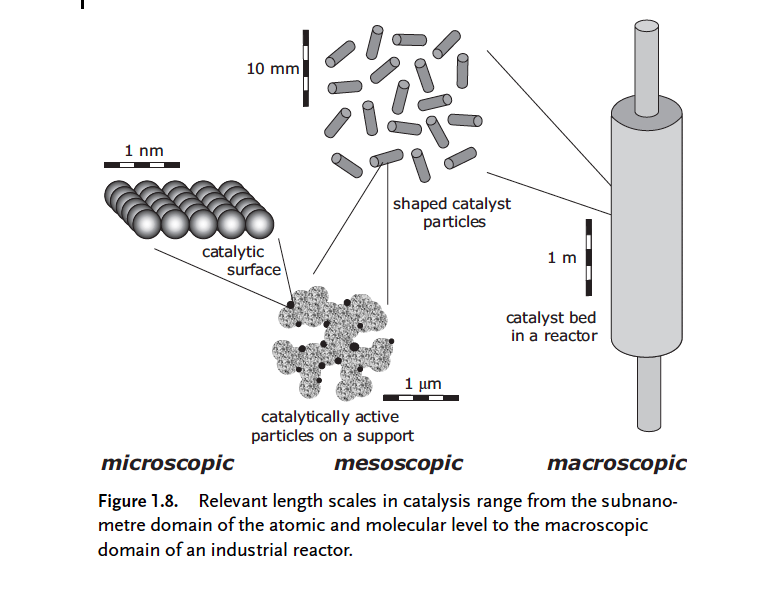 10 mm
1 nm
shaped catalyst
particles
catalytic
surface
1 m
catalyst bed
in a reactor
1 μm
catalytically active
particles on a support
microscopic
mesoscopic
macroscopic
Figure 1.8. Relevant length scales in catalysis range from the subnano-
metre domain of the atomic and molecular level to the macroscopic
domain of an industrial reactor.